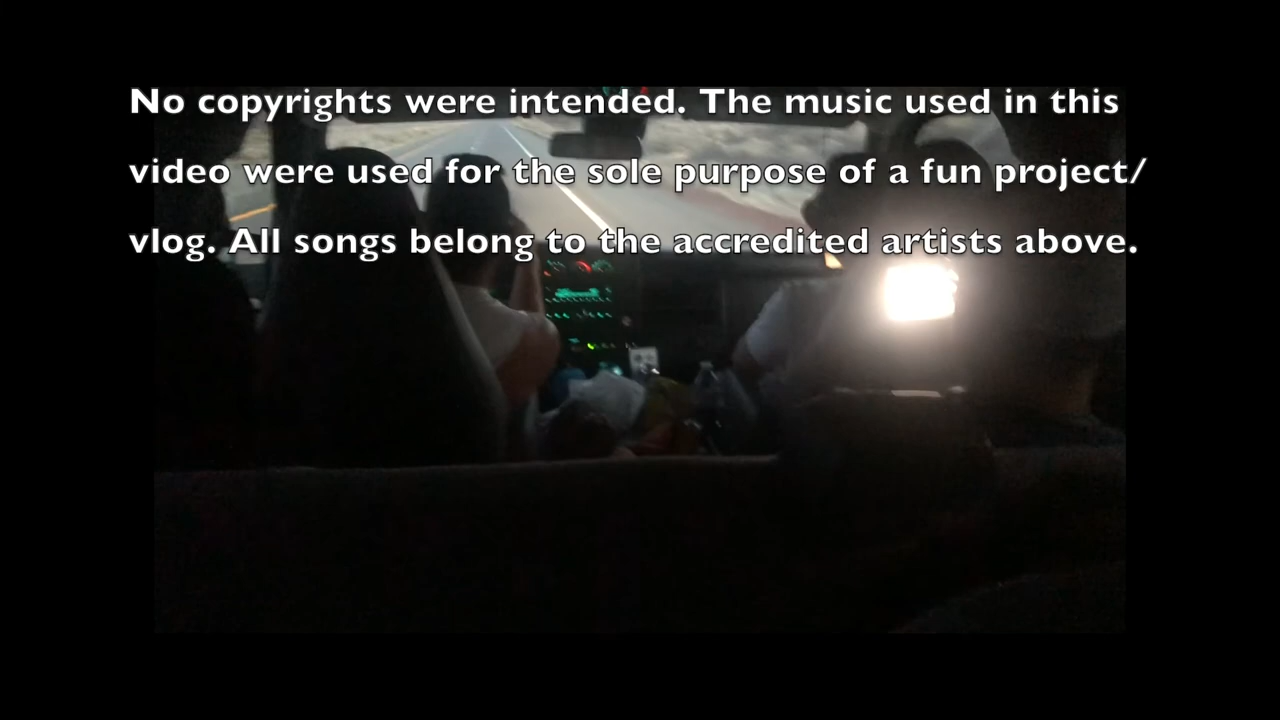 No copyrights were intended. The music used in this
video were used for the sole purpose of a fun project/
vlog. All songs belong to the accredited artists above.